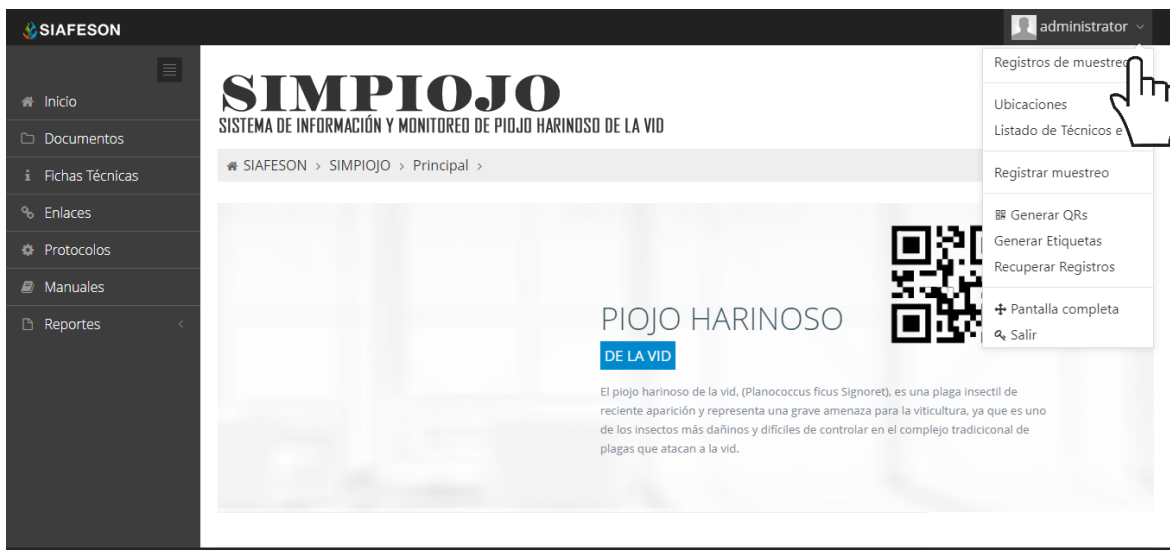 SIAFESON
administrator
Inicio
Documentos
Fichas Técnicas
Enlaces
Protocolos
Manuales
Reportes
SIMPIOJO
SISTEMA DE INFORMACIÓN Y MONITOREO DE PIOJO HARINOSO DE LA VID
SIAFESON > SIMPIOJO > Principal >
PIOJO HARINOSO
DE LA VID
El piojo harinoso de la vid, (Planococcus ficus Signoret), es una plaga insectil de
reciente aparición y representa una grave amenaza para la viticultura, ya que es uno
de los insectos más dañinos y difíciles de controlar en el complejo tradiciconal de
plagas que atacan a la vid.
Registros de muestreo
Ubicaciones
Listado de Técnicos e
Registrar muestreo
Generar QRs
Generar Etiquetas
Recuperar Registros
Pantalla completa
Salir